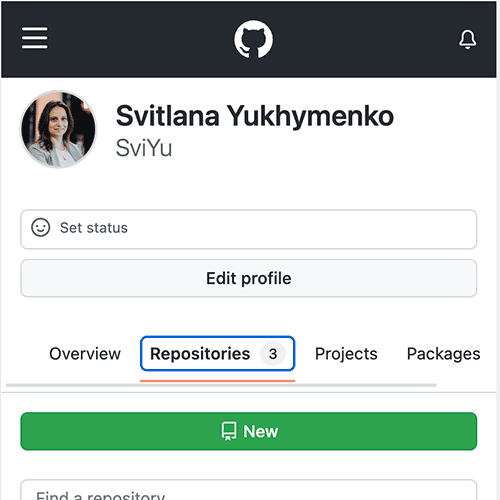 Svitlana Yukhymenko
SviYu
Set status
Edit profile
Overview Repositories 3 Projects Packages
New
Find a repository